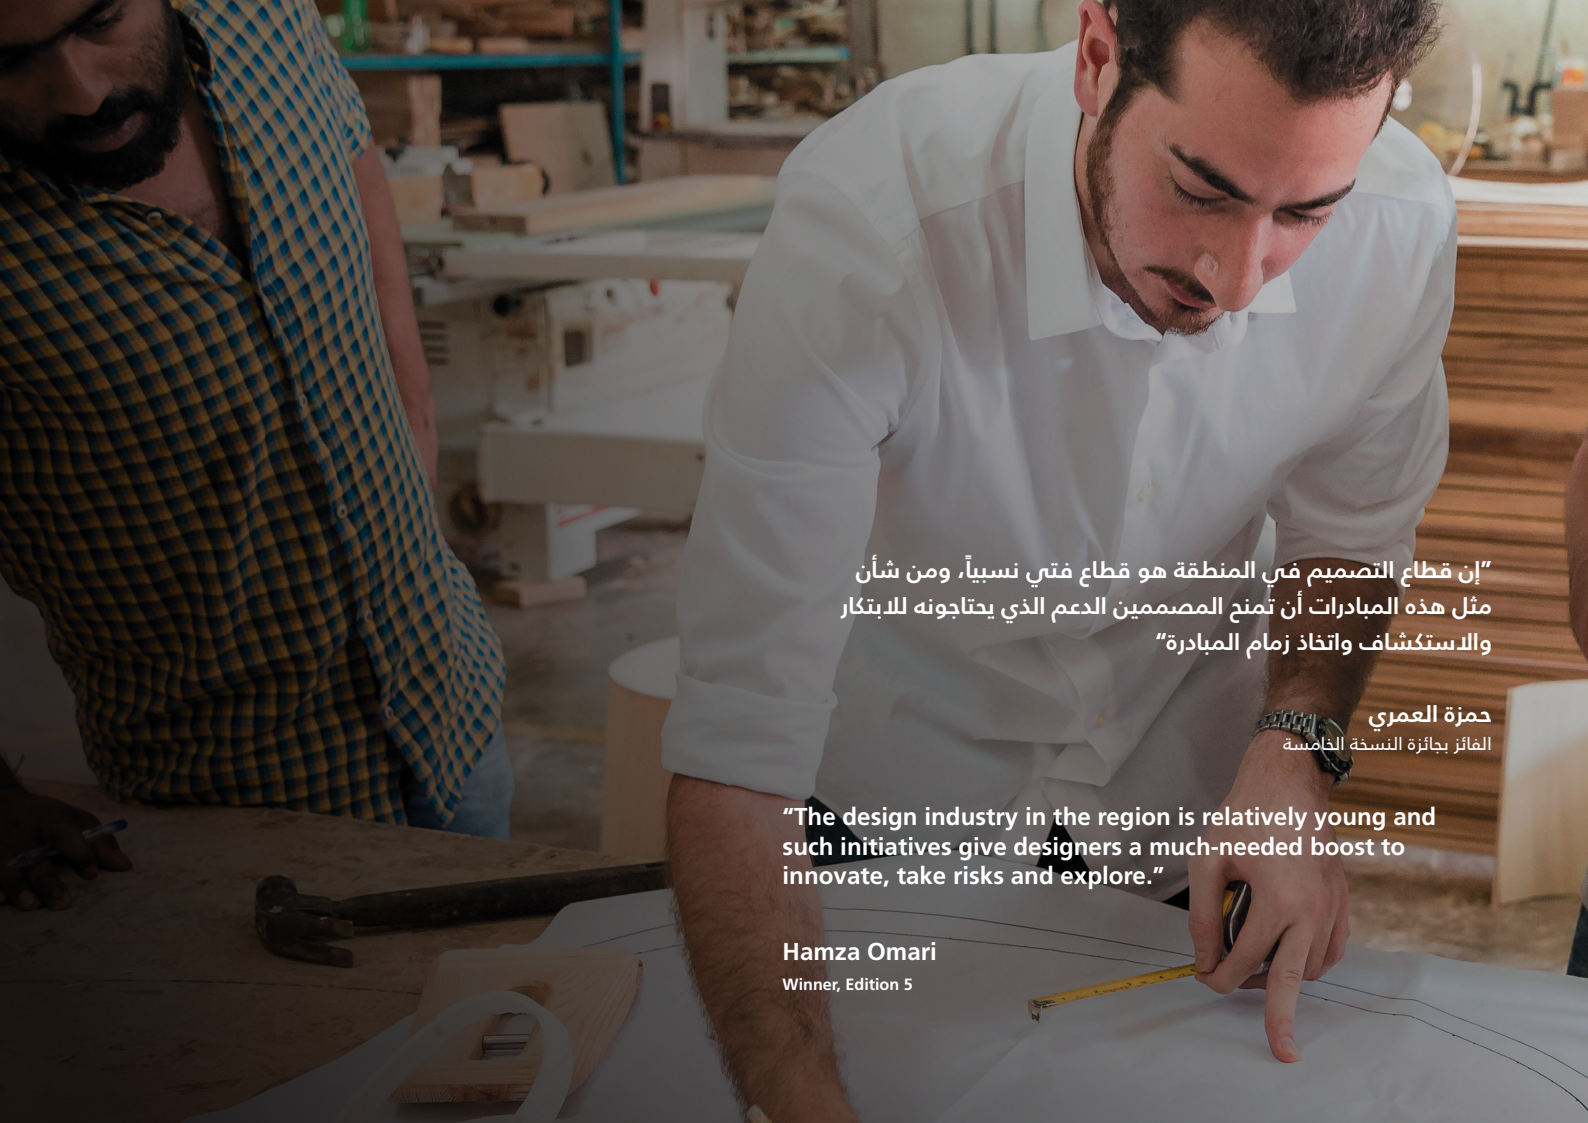 ”إن قطاع التصميم في المنطقة هو قطاع فتي نسبياً، ومن شأن
مثل هذه المبادرات أن تمنح المصممين الدعم الذي يحتاجونه للابتكار
والاستكشاف واتخاذ زمام المبادرة“
حمزة العمري
الفائز بجائزة النسخة الخامسة
“The design industry in the region is relatively young and
such initiatives give designers a much-needed boost to
innovate, take risks and explore.”
Hamza Omari
Winner, Edition 5